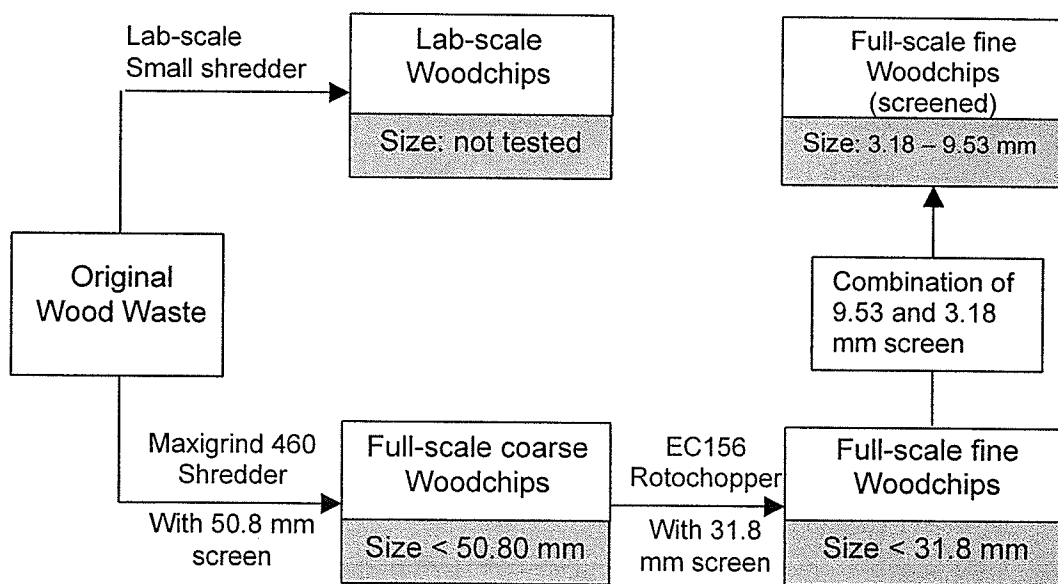 Lab-scale
Small shredder
Lab-scale
Woodchips
Size: not tested
Full-scale fine
Woodchips
(screened)
Size: 3.18 – 9.53 mm
Original
Wood Waste
Combination of
9.53 and 3.18
mm screen
Maxigrind 460
Shredder
With 50.8 mm
screen
Full-scale coarse
Woodchips
Size < 50.80 mm
EC156
Rotochopper
With 31.8
mm screen
Full-scale fine
Woodchips
Size < 31.8 mm